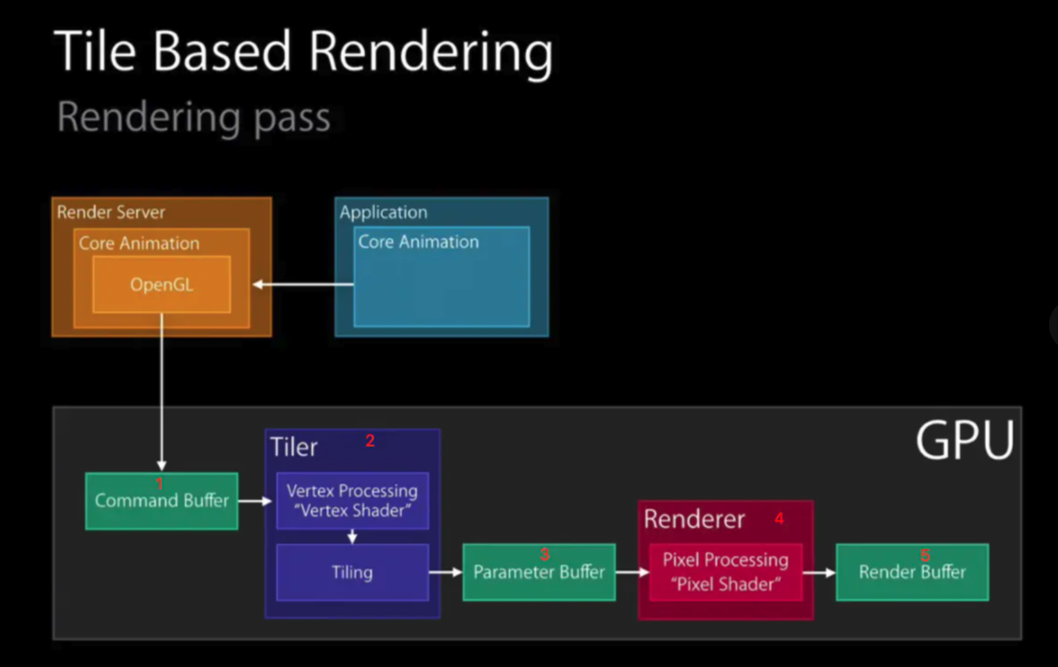 Tile Based Rendering
Rendering pass
Render Server
Core Animation
OpenGL
Application
Core Animation
GPU
1
Command Buffer
Tiler 2
Vertex Processing
“Vertex Shader”
Tiling
3
Parameter Buffer
Renderer 4
Pixel Processing
“Pixel Shader”
5
Render Buffer